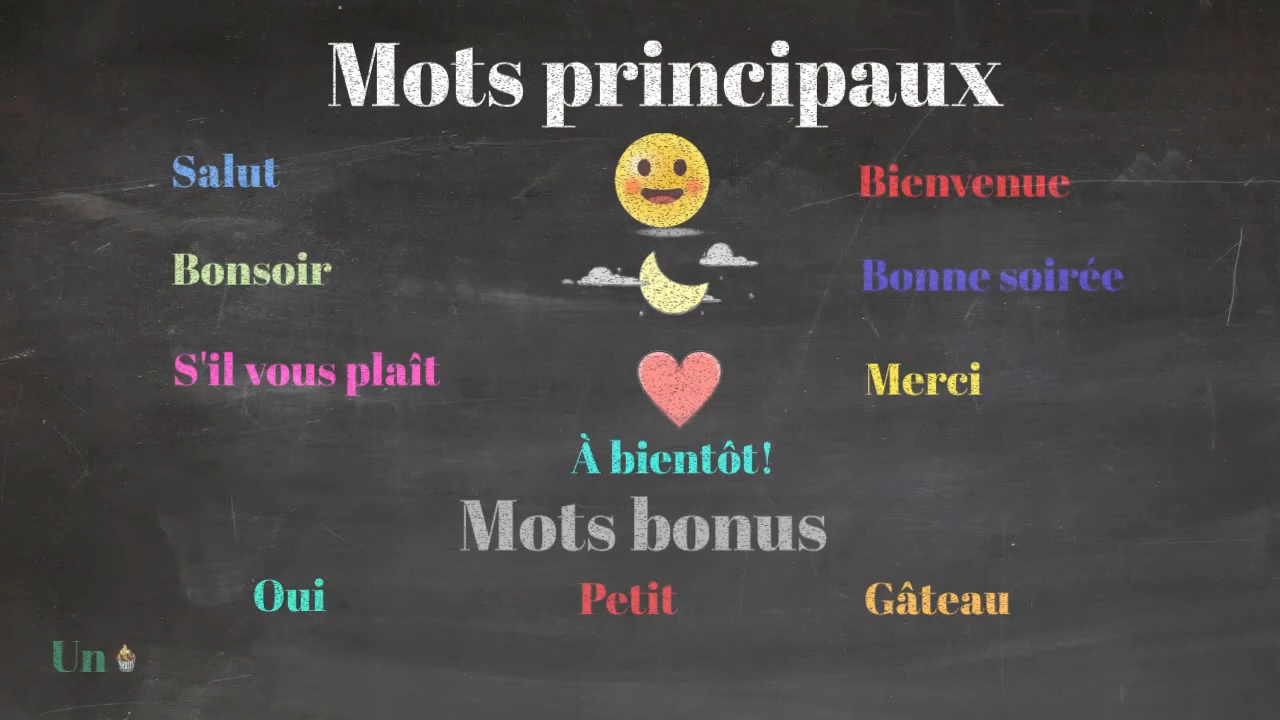 Mots principaux
Salut
Bienvenue
Bonsoir
Bonne soirée
S'il vous plaît
Merci
À bientôt!
Mots bonus
Oui
Petit
Gâteau
Un